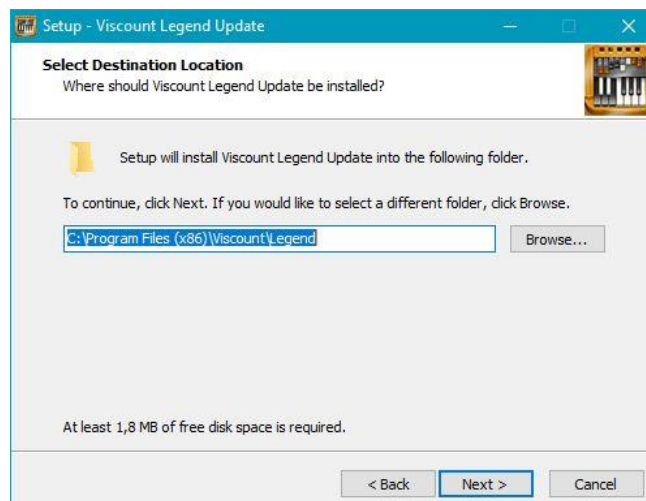 Setup - Viscount Legend Update
Select Destination Location
Where should Viscount Legend Update be installed?
Setup will install Viscount Legend Update into the following folder.
To continue, click Next. If you would like to select a different folder, click Browse.
C:\Program Files (x86)\Viscount\Legend
Browse...
At least 1,8 MB of free disk space is required.
< Back
Next >
Cancel